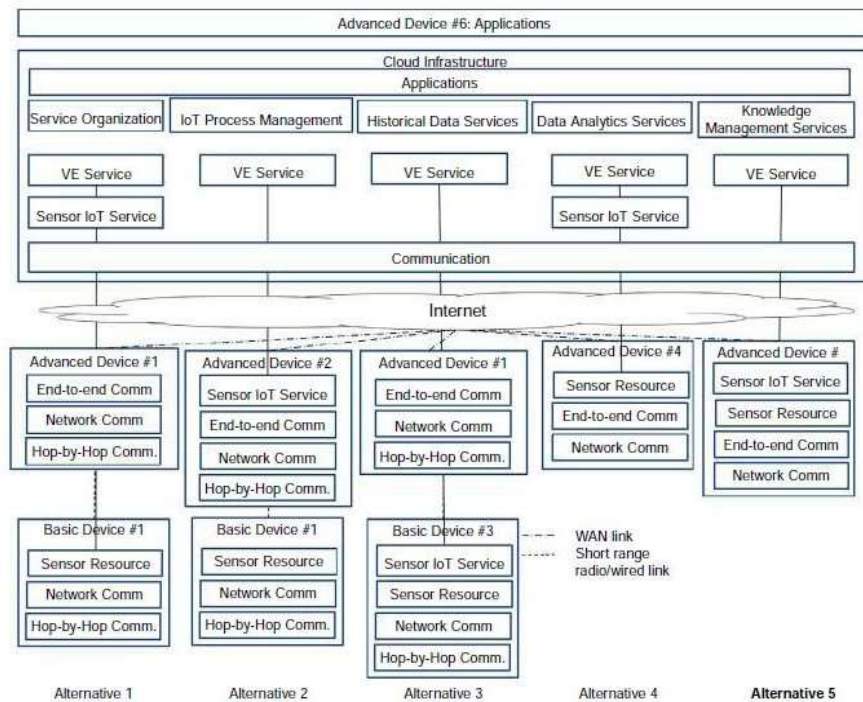 Advanced Device #6: Applications
Cloud Infrastructure
Applications
Service Organization
IoT Process Management
Historical Data Services
Data Analytics Services
Knowledge
Management Services
VE Service
VE Service
VE Service
VE Service
VE Service
Sensor IoT Service
Sensor IoT Service
Communication
Internet
Advanced Device #1
End-to-end Comm
Network Comm
Hop-by-Hop Comm.
Advanced Device #2
Sensor IoT Service
End-to-end Comm
Network Comm
Hop-by-Hop Comm.
Advanced Device #1
End-to-end Comm
Network Comm
Hop-by-Hop Comm.
Advanced Device #4
Sensor Resource
End-to-end Comm
Network Comm
Advanced Device #
Sensor IoT Service
Sensor Resource
End-to-end Comm
Network Comm
Basic Device #1
Sensor Resource
Network Comm
Hop-by-Hop Comm.
Basic Device #1
Sensor Resource
Network Comm
Hop-by-Hop Comm.
Basic Device #3
Sensor IoT Service
Sensor Resource
Network Comm
Hop-by-Hop Comm.
WAN link
Short range
radio/wired link
Alternative 1
Alternative 2
Alternative 3
Alternative 4
Alternative 5